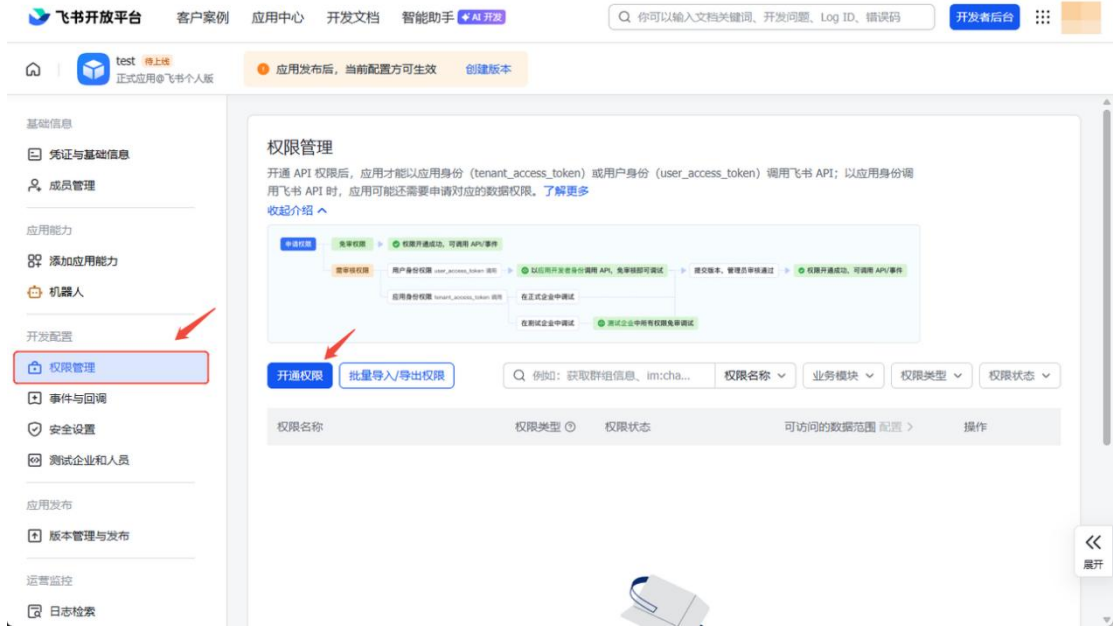 飞书开放平台 客户案例 应用中心 开发文档 智能助手 AI 开发 你可以输入文档关键词、开发问题、Log ID、错误码 开发者后台
test 待上线
正式应用@飞书个人版
应用发布后，当前配置方可生效 创建版本
基础信息
凭证与基础信息
成员管理
应用能力
添加应用能力
机器人
开发配置
权限管理
事件与回调
安全设置
测试企业和人员
应用发布
版本管理与发布
运营监控
日志检索
权限管理
开通 API 权限后，应用才能以应用身份（tenant_access_token）或用户身份（user_access_token）调用飞书 API；以应用身份调
用飞书 API 时，应用可能还需要申请对应的数据权限。了解更多
收起介绍
申请权限 免审权限 权限开通成功，可调用 API/事件
需审核权限 用户身份权限 user_access_token 调用 以应用开发者身份调用 API，免审核即可调试 提交版本，管理员审核通过 权限开通成功，可调用 API/事件
应用身份权限 tenant_access_token 调用 在正式企业中调试
在测试企业中调试 测试企业中所有权限免审调试
开通权限 批量导入/导出权限 例如：获取群组信息、im:cha... 权限名称 业务模块 权限类型 权限状态
权限名称 权限类型 权限状态 可访问的数据范围 配置 操作
展开